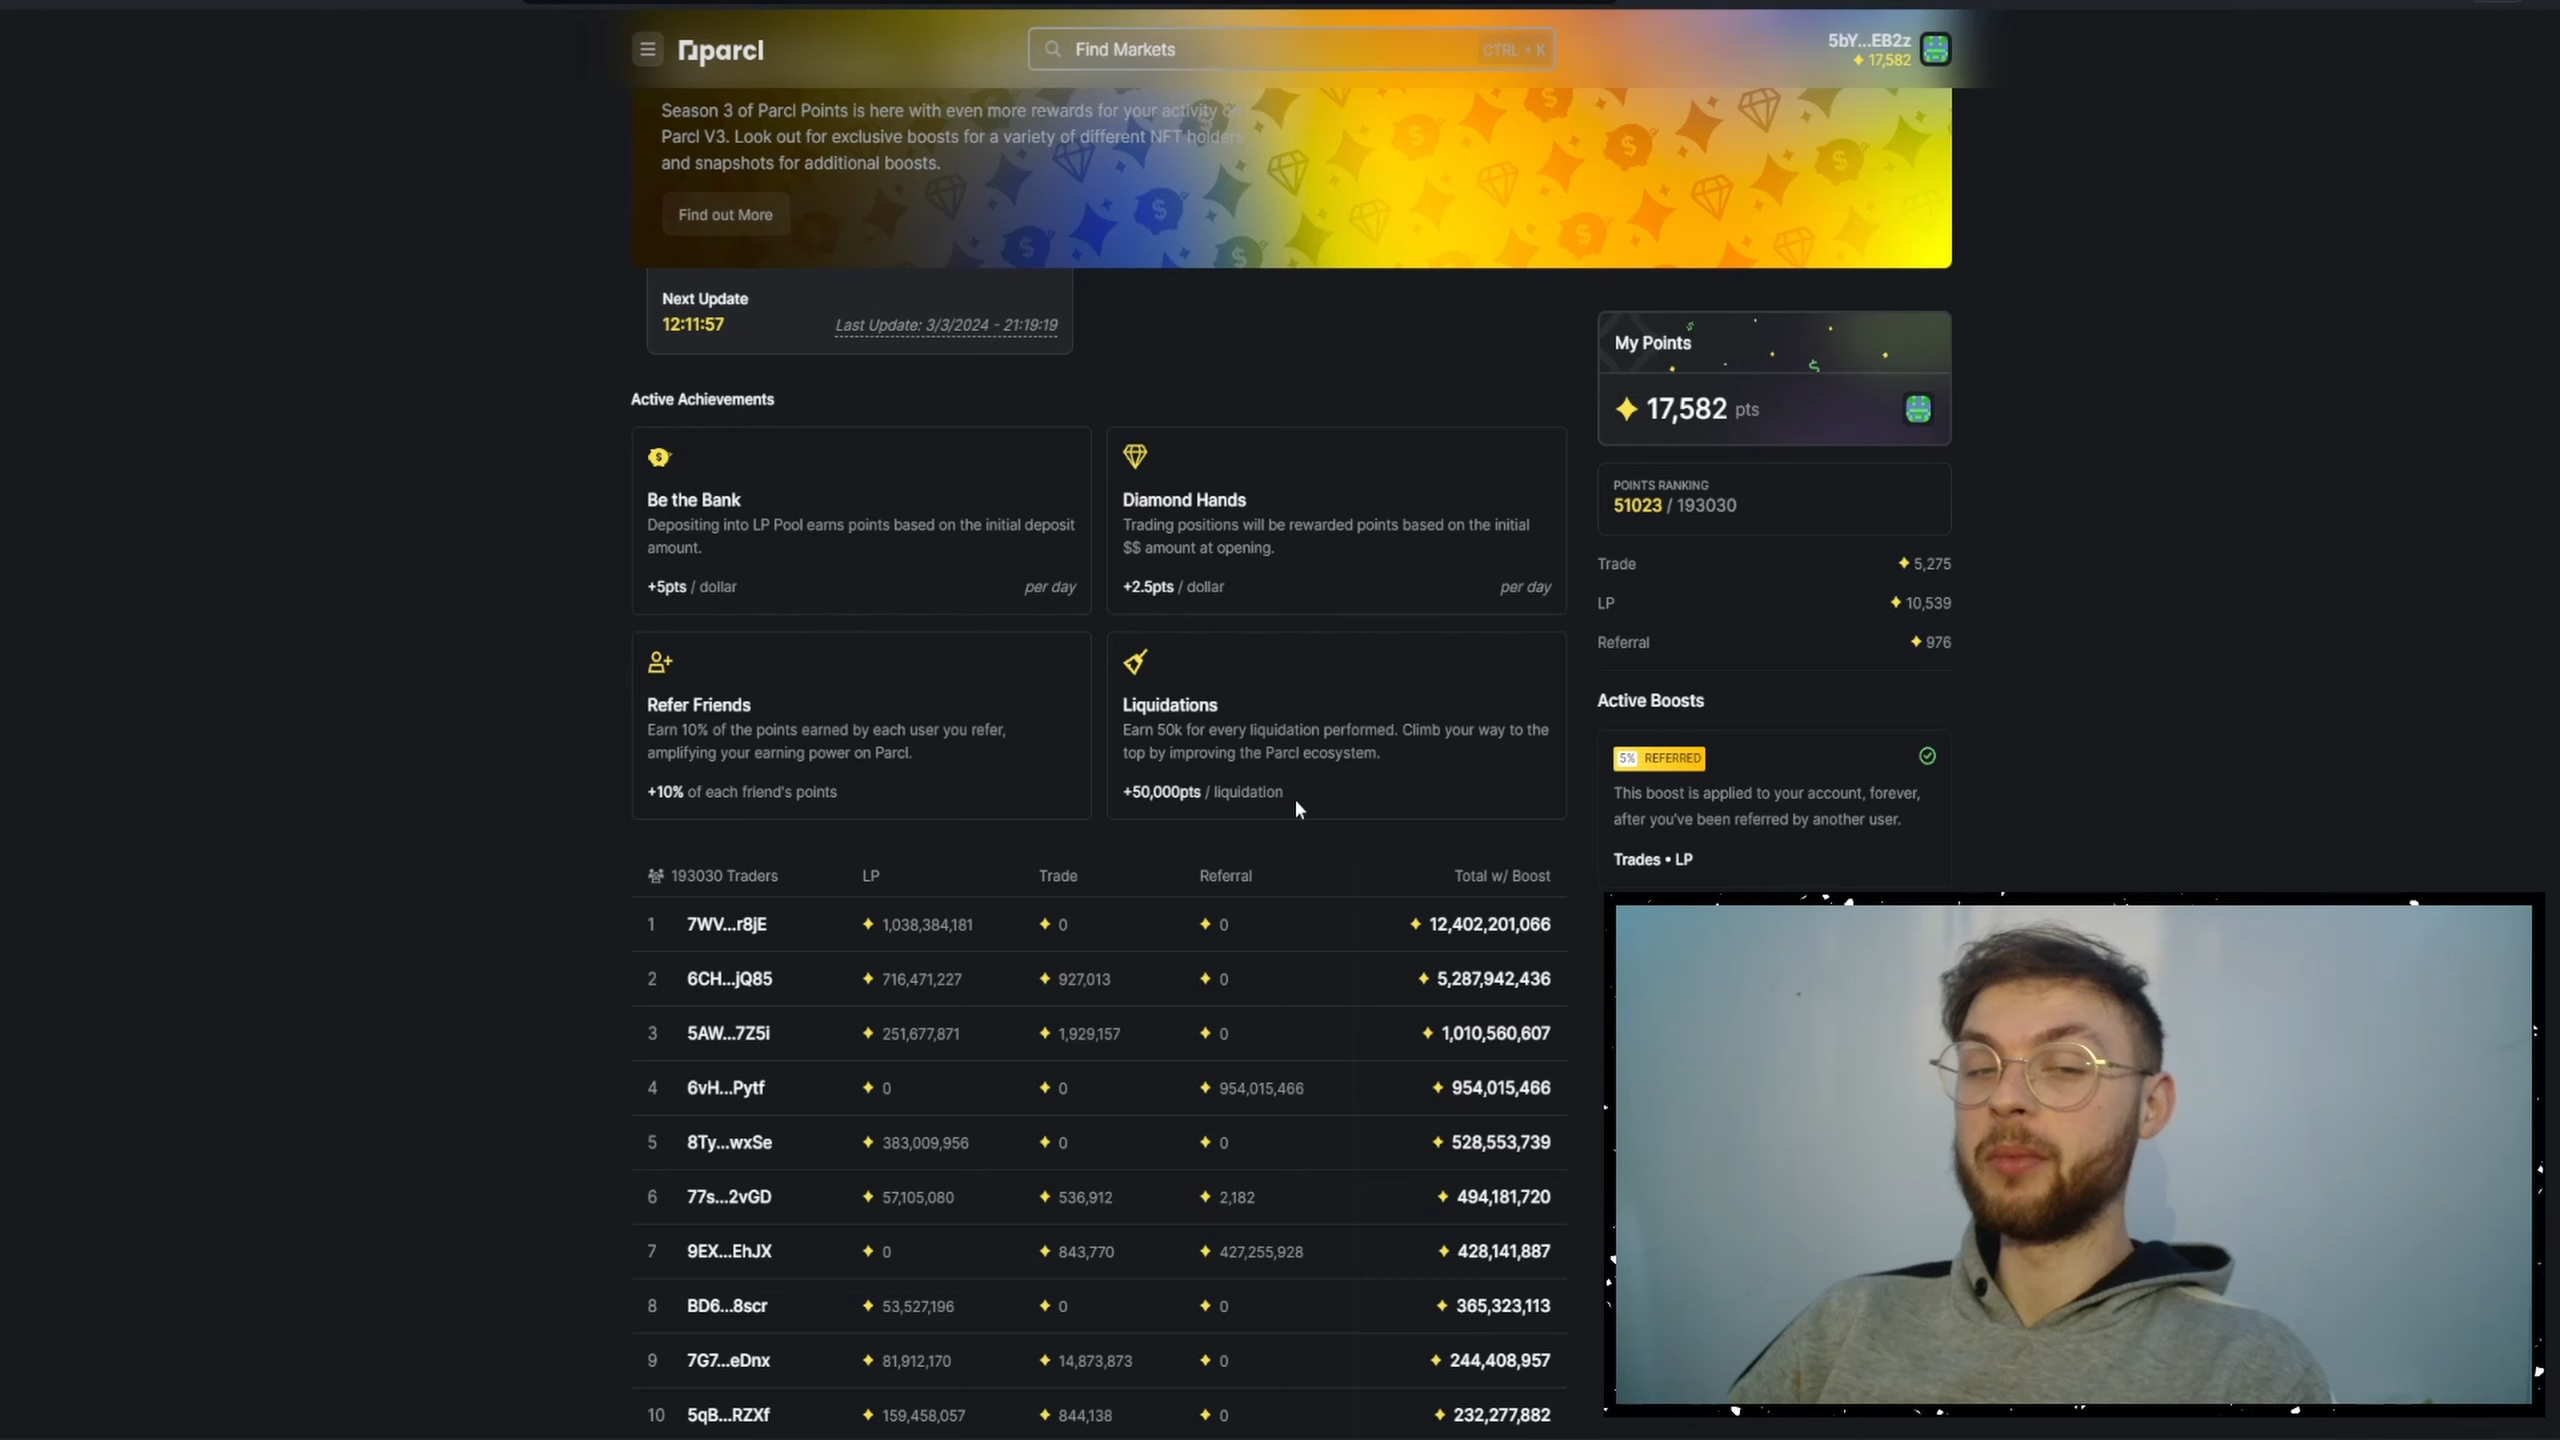 parcl
Find Markets
CTRL + K
5bY...EB2z
17,582
Season 3 of Parcl Points is here with even more rewards for your activity on
Parcl V3. Look out for exclusive boosts for a variety of different NFT holders
and snapshots for additional boosts.
Find out More
Next Update
12:11:57
Last Update: 3/3/2024 - 21:19:19
My Points
17,582 pts
POINTS RANKING
51023 / 193030
Trade 5,275
LP 10,539
Referral 976
Active Boosts
5% REFERRED
This boost is applied to your account, forever,
after you've been referred by another user.
Trades • LP
Active Achievements
Be the Bank
Depositing into LP Pool earns points based on the initial deposit
amount.
+5pts / dollar per day
Diamond Hands
Trading positions will be rewarded points based on the initial
$$ amount at opening.
+2.5pts / dollar per day
Refer Friends
Earn 10% of the points earned by each user you refer,
amplifying your earning power on Parcl.
+10% of each friend's points
Liquidations
Earn 50k for every liquidation performed. Climb your way to the
top by improving the Parcl ecosystem.
+50,000pts / liquidation
193030 Traders LP Trade Referral Total w/ Boost
1 7WV...r8jE 1,038,384,181 0 0 12,402,201,066
2 6CH...jQ85 716,471,227 927,013 0 5,287,942,436
3 5AW...7Z5i 251,677,871 1,929,157 0 1,010,560,607
4 6vH...Pytf 0 0 954,015,466 954,015,466
5 8Ty...wxSe 383,009,956 0 0 528,553,739
6 77s...2vGD 57,105,080 536,912 2,182 494,181,720
7 9EX...EhJX 0 843,770 427,255,928 428,141,887
8 BD6...8scr 53,527,196 0 0 365,323,113
9 7G7...eDnx 81,912,170 14,873,873 0 244,408,957
10 5qB...RZXf 159,458,057 844,138 0 232,277,882